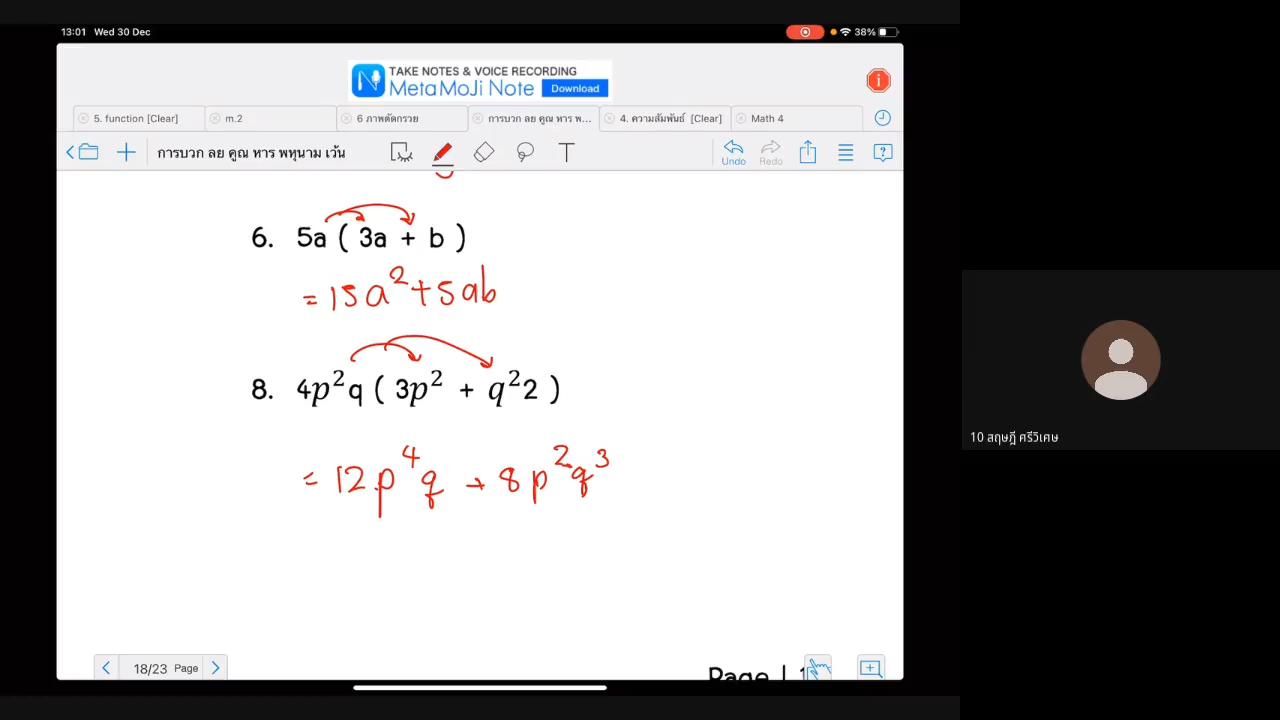 13:01 Wed 30 Dec 38%
TAKE NOTES & VOICE RECORDING
MetaMoJi Note Download
5. function [Clear] m.2 6 ภาพตัดกรวย การบวก ลย คูณ หาร พ... 4. ความสัมพันธ์ [Clear] Math 4
การบวก ลย คูณ หาร พหุนาม เว้น T Undo Redo
6. 5a ( 3a + b )
= 15a² + 5ab
8. 4p²q ( 3p² + q²2 )
= 12p⁴q + 8p²q³
10 สฤษฎี ศรีวิเศษ
18/23 Page
Page | 1